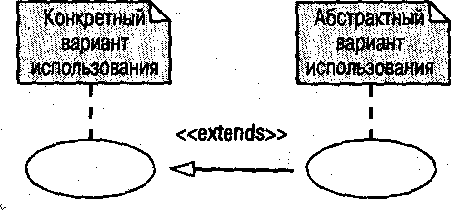 Конкретный
вариант
использования
Абстрактный
вариант
использования
<<extends>>